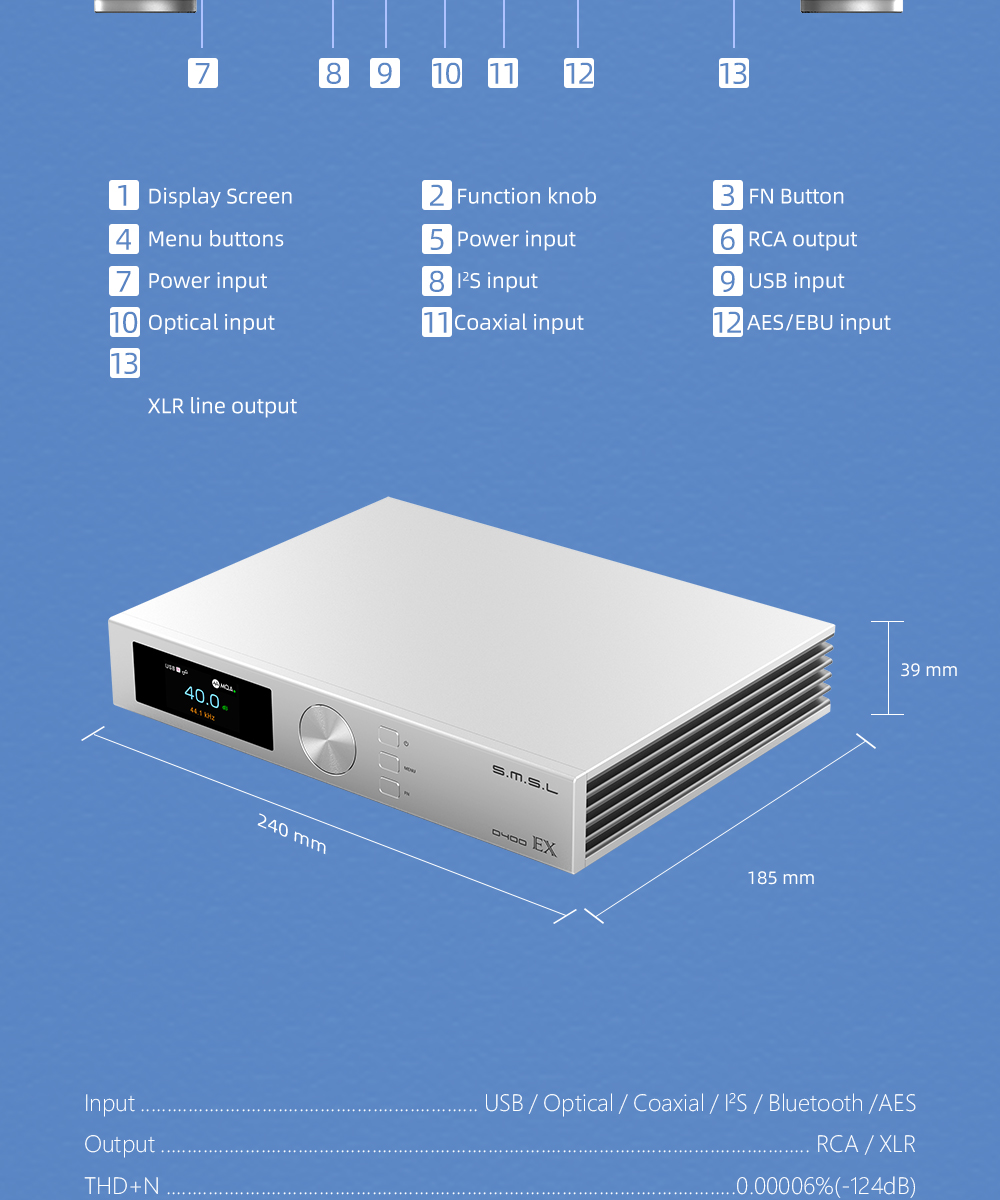 7 8 9 10 11 12 13
1 Display Screen 2 Function knob 3 FN Button
4 Menu buttons 5 Power input 6 RCA output
7 Power input 8 I²S input 9 USB input
10 Optical input 11 Coaxial input 12 AES/EBU input
13
XLR line output
39 mm
USB
MQA
40.0 dB
44.1 kHz
MENU
FN
S.M.S.L
D400 EX
240 mm
185 mm
Input ................................................... USB / Optical / Coaxial / I²S / Bluetooth /AES
Output .................................................................................................. RCA / XLR
THD+N ......................................................................................0.00006%(-124dB)